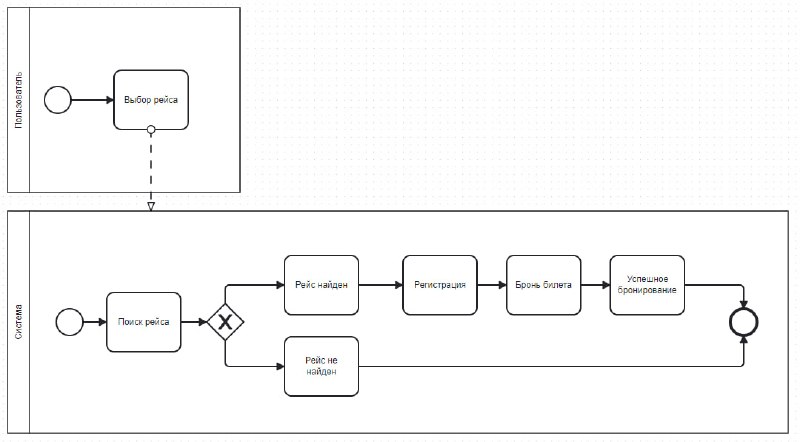 Пользователь
Выбор рейса
Система
Поиск рейса
Рейс найден
Регистрация
Бронь билета
Успешное
бронирование
Рейс не
найден